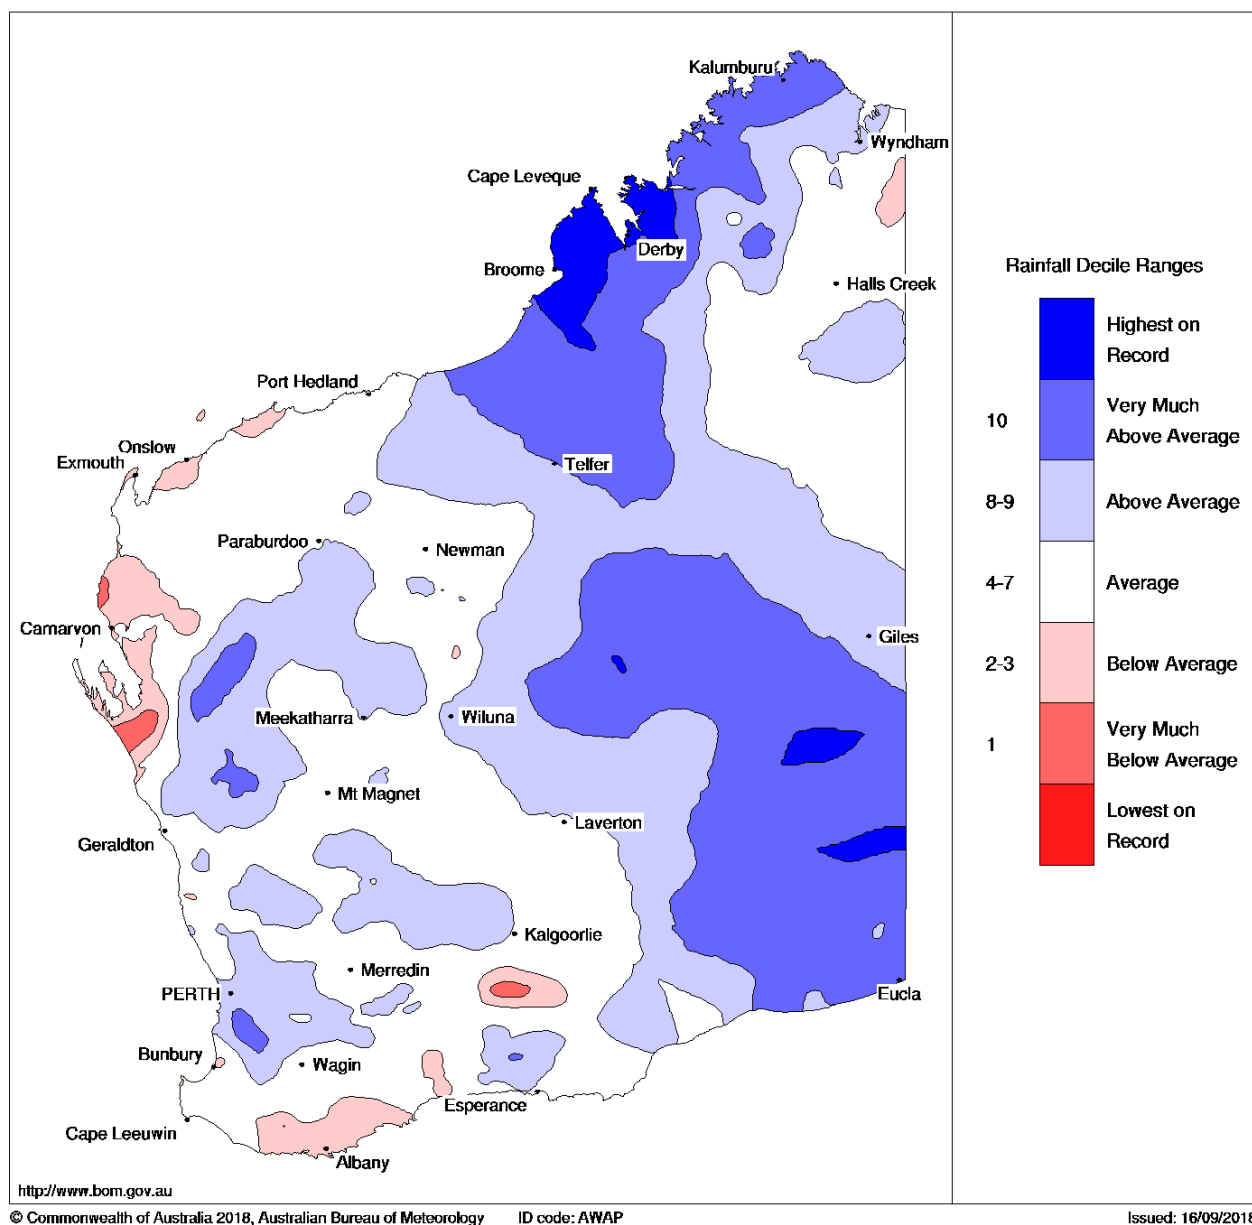 Kalumburu
Wyndham
Cape Leveque
Derby
Broome
Halls Creek
Port Hedland
Onslow
Exmouth
Telfer
Paraburdoo
Newman
Carnarvon
Giles
Meekatharra
Wiluna
Mt Magnet
Laverton
Geraldton
Kalgoorlie
Merredin
PERTH
Eucla
Bunbury
Wagin
Esperance
Cape Leeuwin
Albany
Rainfall Decile Ranges
Highest on
Record
10
Very Much
Above Average
8-9
Above Average
4-7
Average
2-3
Below Average
1
Very Much
Below Average
Lowest on
Record
http://www.bom.gov.au
© Commonwealth of Australia 2018, Australian Bureau of Meteorology ID code: AWAP Issued: 16/09/2018